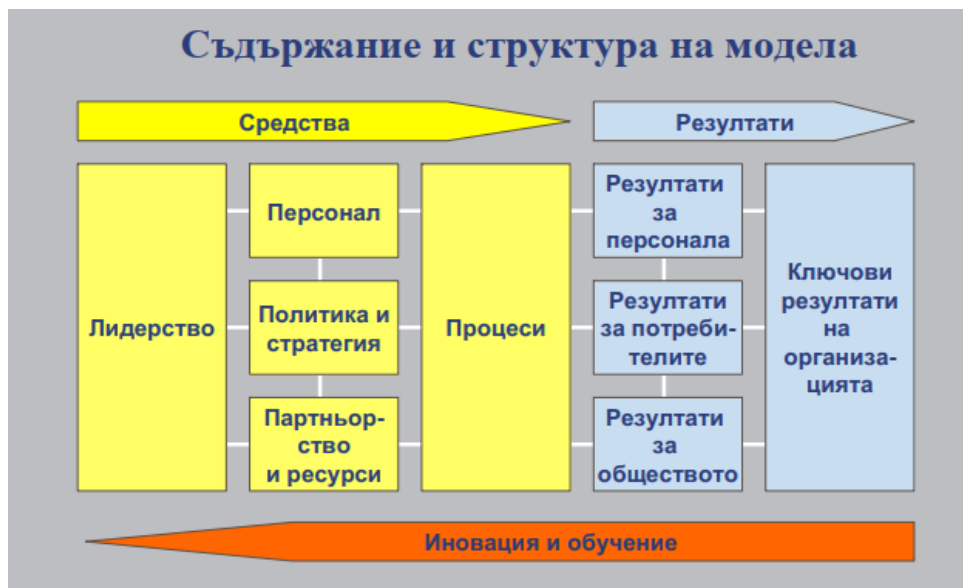 Съдържание и структура на модела
Средства
Резултати
Лидерство
Персонал
Политика и
стратегия
Партньор-
ство
и ресурси
Процеси
Резултати
за
персонала
Резултати
за потреби-
телите
Резултати
за
обществото
Ключови
резултати
на
организа-
цията
Иновация и обучение